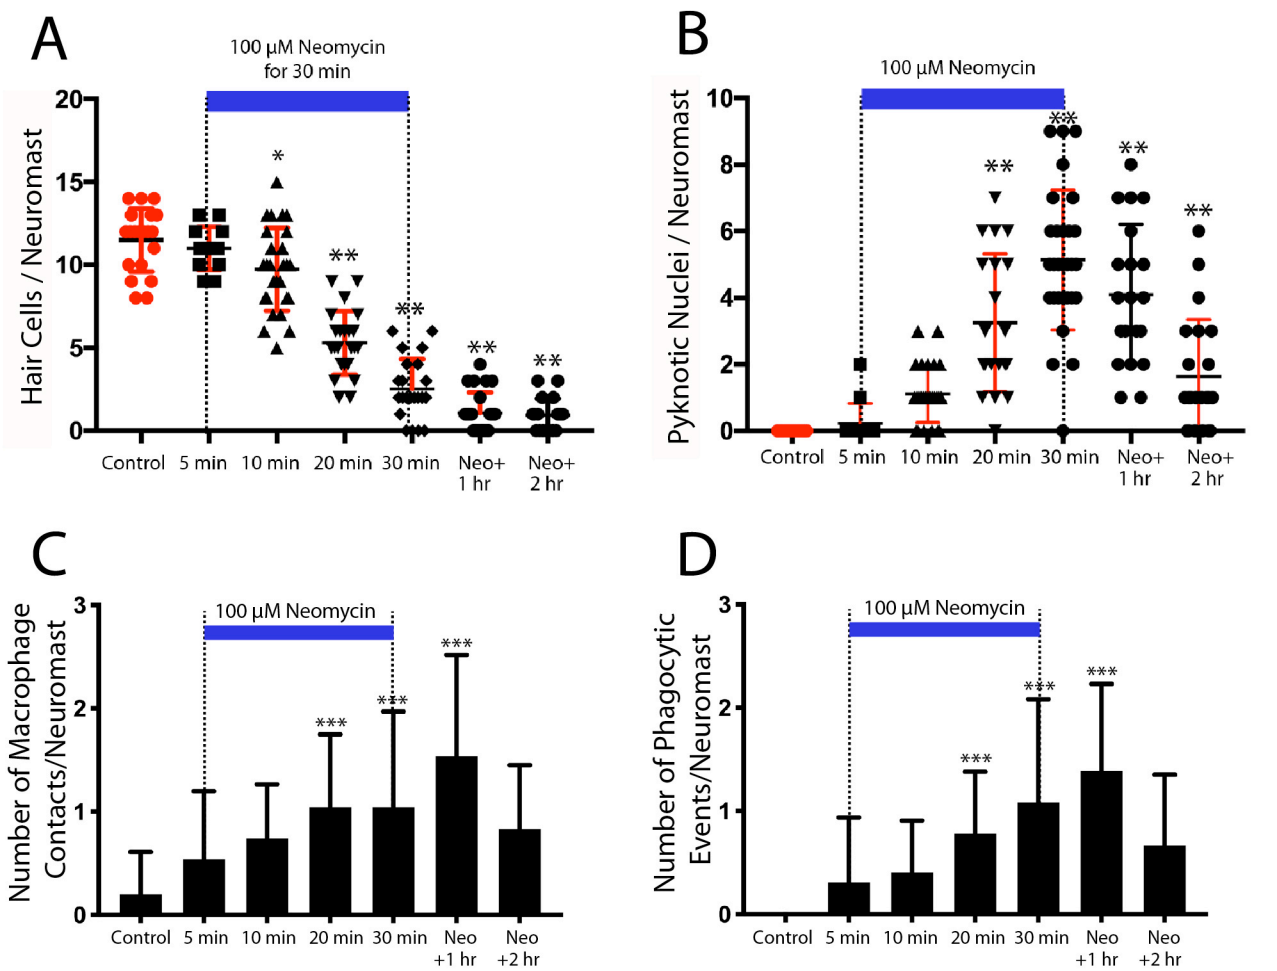 A
100 µM Neomycin
for 30 min
Hair Cells / Neuromast
20
15
10
5
0
*
**
**
**
**
Control 5 min 10 min 20 min 30 min Neo+ Neo+
1 hr 2 hr
B
100 µM Neomycin
Pyknotic Nuclei / Neuromast
10
8
6
4
2
0
**
**
**
**
Control 5 min 10 min 20 min 30 min Neo+ Neo+
1 hr 2 hr
C
100 µM Neomycin
Number of Macrophage
Contacts/Neuromast
3
2
1
0
***
***
***
Control 5 min 10 min 20 min 30 min Neo Neo
+1 hr +2 hr
D
100 µM Neomycin
Number of Phagocytic
Events/Neuromast
3
2
1
0
***
***
***
Control 5 min 10 min 20 min 30 min Neo Neo
+1 hr +2 hr